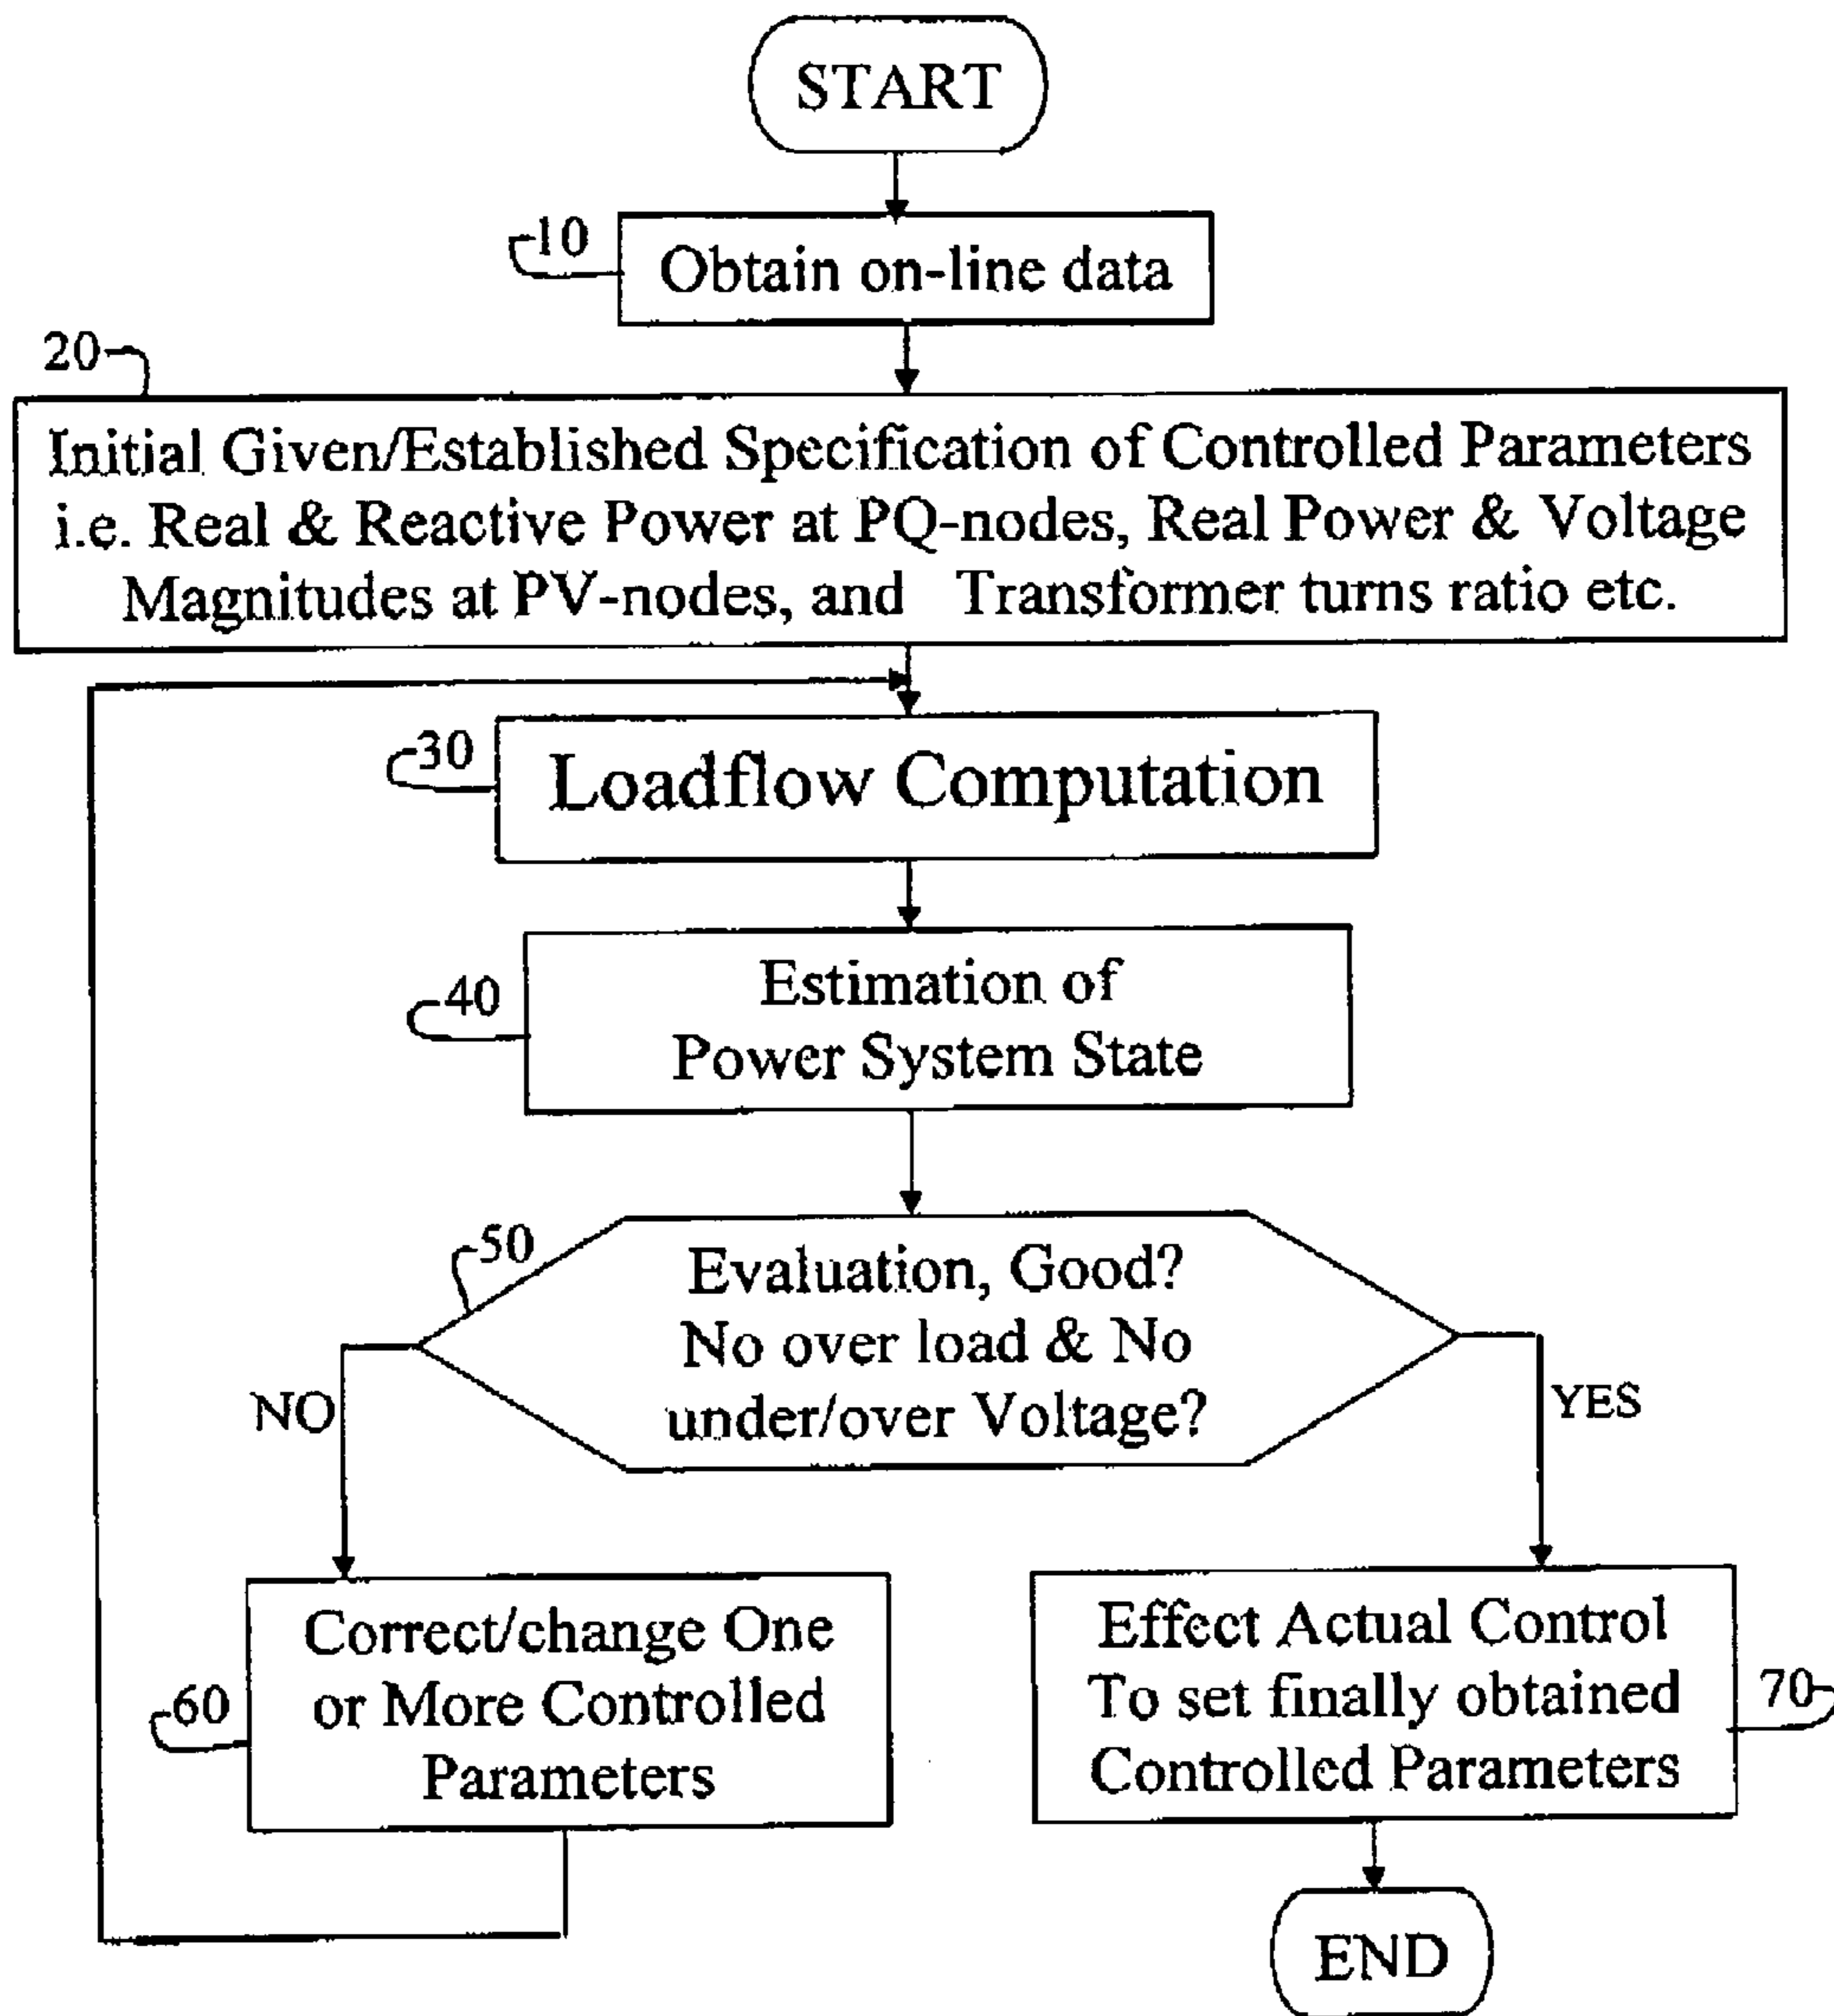 START
10
Obtain on-line data
20
Initial Given/Established Specification of Controlled Parameters
i.e. Real & Reactive Power at PQ-nodes, Real Power & Voltage
Magnitudes at PV-nodes, and Transformer turns ratio etc.
30
Loadflow Computation
40
Estimation of
Power System State
50
Evaluation, Good?
No over load & No
under/over Voltage?
NO
YES
60
Correct/change One
or More Controlled
Parameters
Effect Actual Control
To set finally obtained
Controlled Parameters
70
END